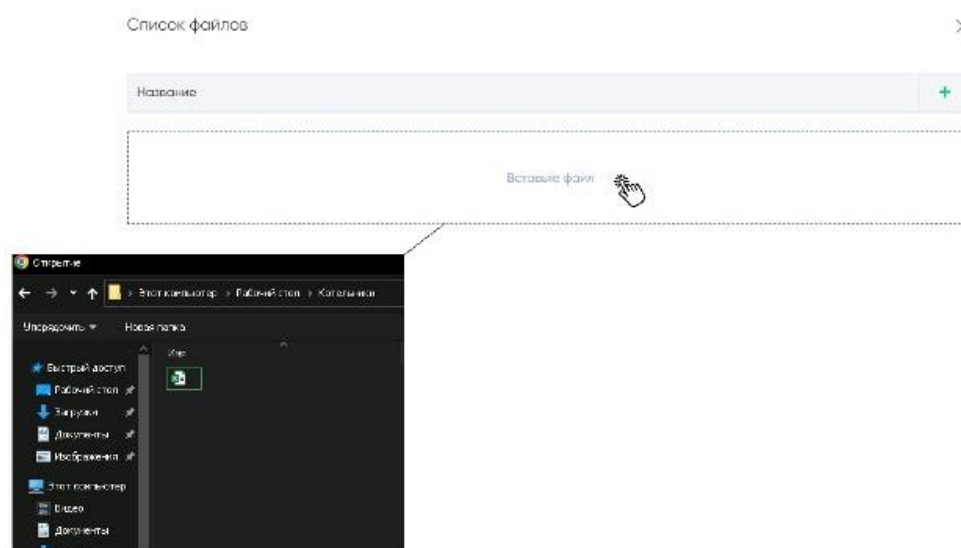 Список файлов
Название
Вставьте файл
Открытие
Этот компьютер > Рабочий стол > Котельники
Упорядочить
Новая папка
Имя
Быстрый доступ
Рабочий стол
Загрузки
Документы
Изображения
Этот компьютер
Видео
Документы